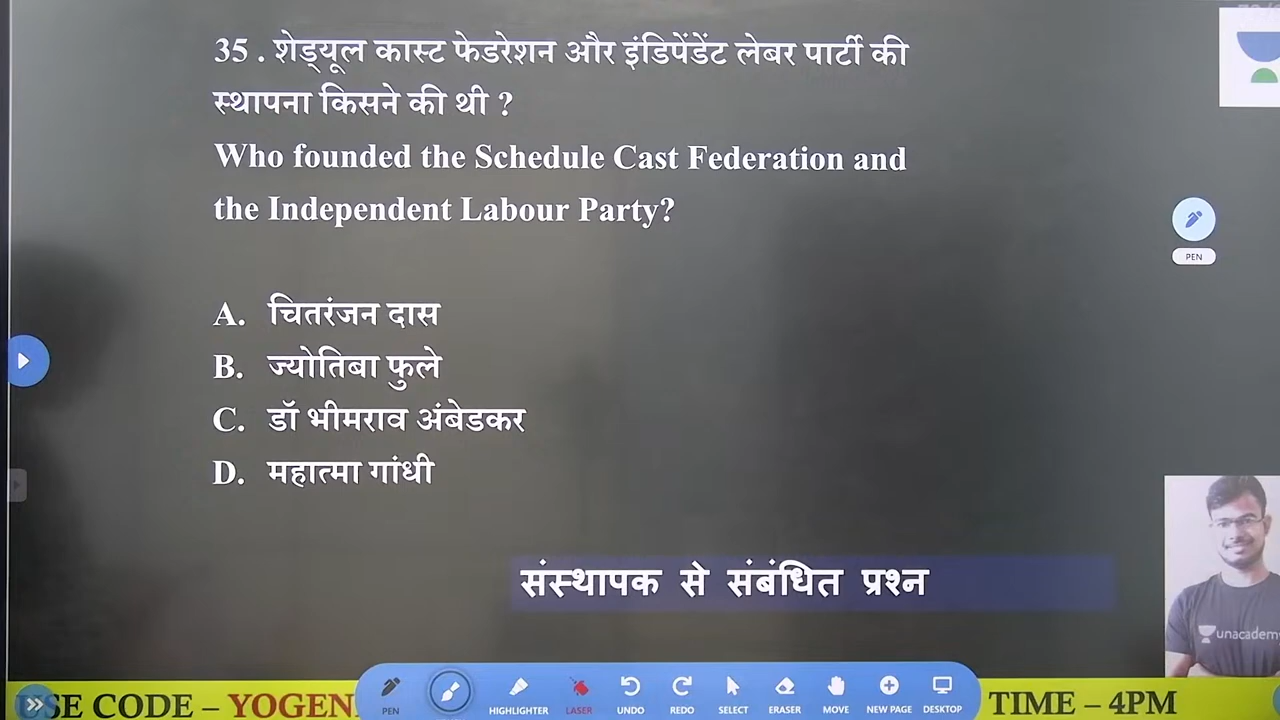 35 . शेड्यूल कास्ट फेडरेशन और इंडिपेंडेंट लेबर पार्टी की
स्थापना किसने की थी ?
Who founded the Schedule Cast Federation and
the Independent Labour Party?
PEN
A. चितरंजन दास
B. ज्योतिबा फुले
C. डॉ भीमराव अंबेडकर
D. महात्मा गांधी
संस्थापक से संबंधित प्रश्न
unacademy
SE CODE – YOGEN
PEN
HIGHLIGHTER
LASER
UNDO
REDO
SELECT
ERASER
MOVE
NEW PAGE
DESKTOP
TIME – 4PM